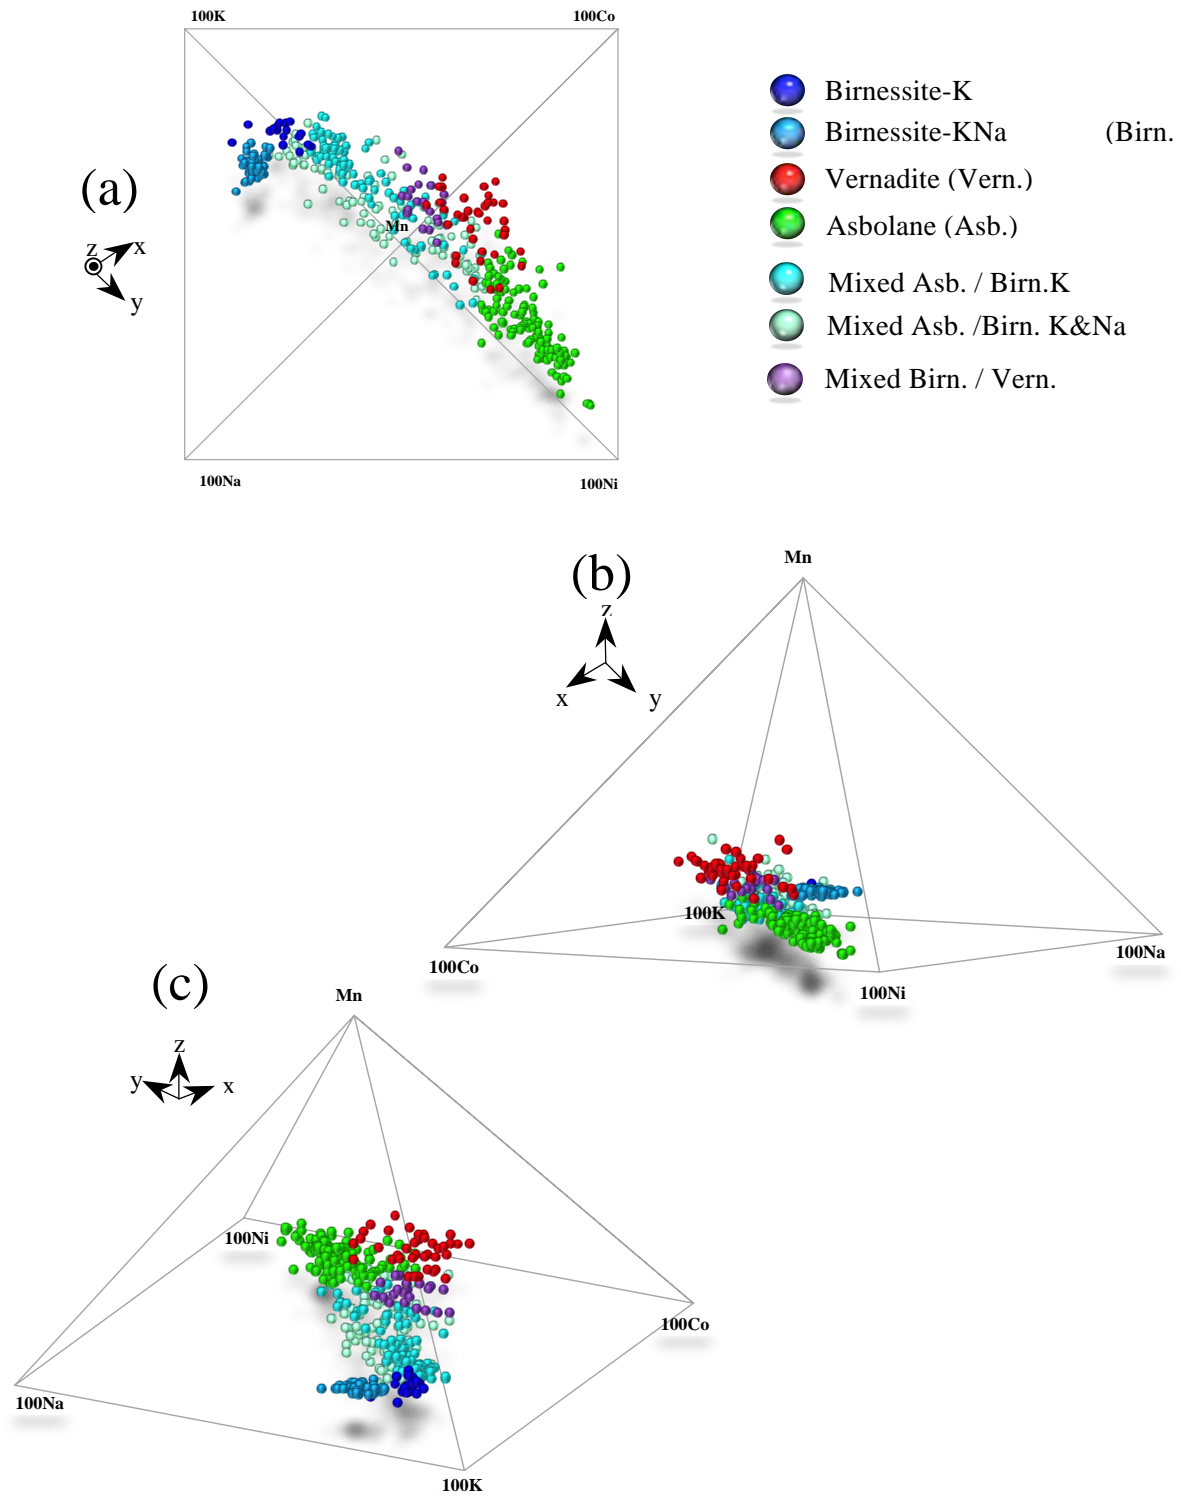 100K
100Co
Birnessite-K
Birnessite-KNa (Birn.
(a)
Vernadite (Vern.)
Asbolane (Asb.)
Mn
z
x
y
Mixed Asb. / Birn.K
Mixed Asb. /Birn. K&Na
Mixed Birn. / Vern.
100Na
100Ni
(b)
Mn
z
x
y
100K
100Co
100Na
100Ni
(c)
Mn
z
y
x
100Ni
100Co
100Na
100K